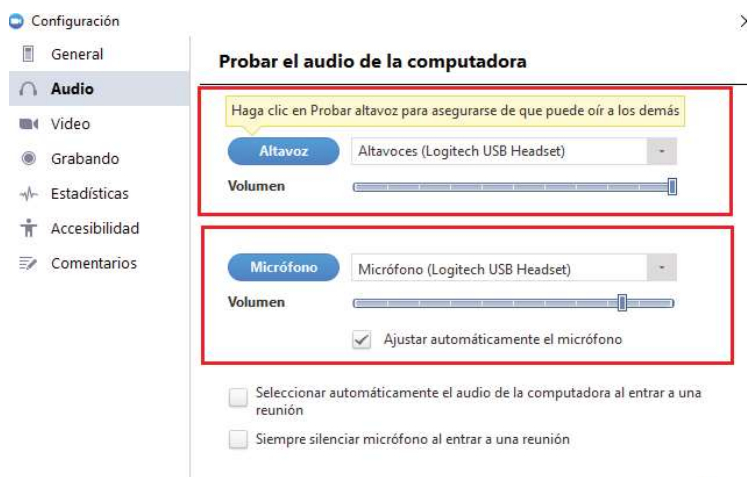 Configuración
General
Audio
Video
Grabando
Estadísticas
Accesibilidad
Comentarios
Probar el audio de la computadora
Haga clic en Probar altavoz para asegurarse de que puede oír a los demás
Altavoz Altavoces (Logitech USB Headset)
Volumen
Micrófono Micrófono (Logitech USB Headset)
Volumen
Ajustar automáticamente el micrófono
Seleccionar automáticamente el audio de la computadora al entrar a una
reunión
Siempre silenciar micrófono al entrar a una reunión